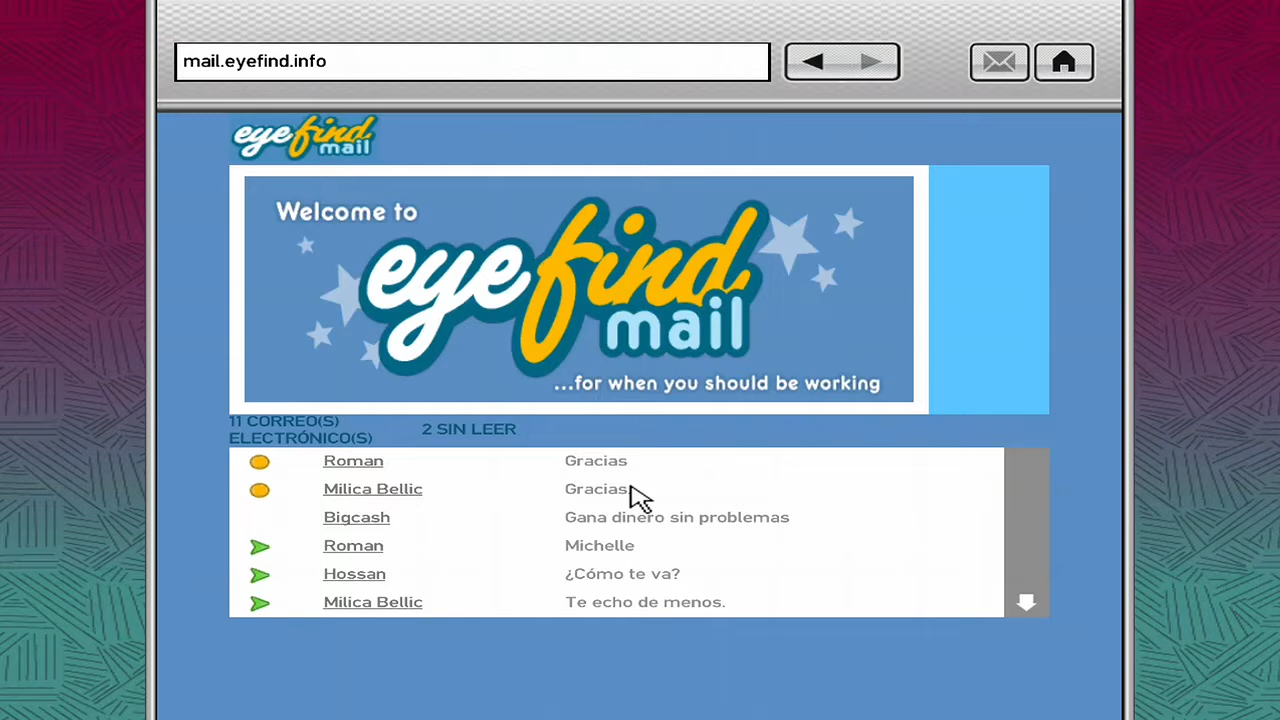 mail.eyefind.info
eyefind mail
Welcome to
eyefind
mail
...for when you should be working
11 CORREO(S)
ELECTRÓNICO(S)
2 SIN LEER
Roman Gracias
Milica Bellic Gracias
Bigcash Gana dinero sin problemas
Roman Michelle
Hossan ¿Cómo te va?
Milica Bellic Te echo de menos.